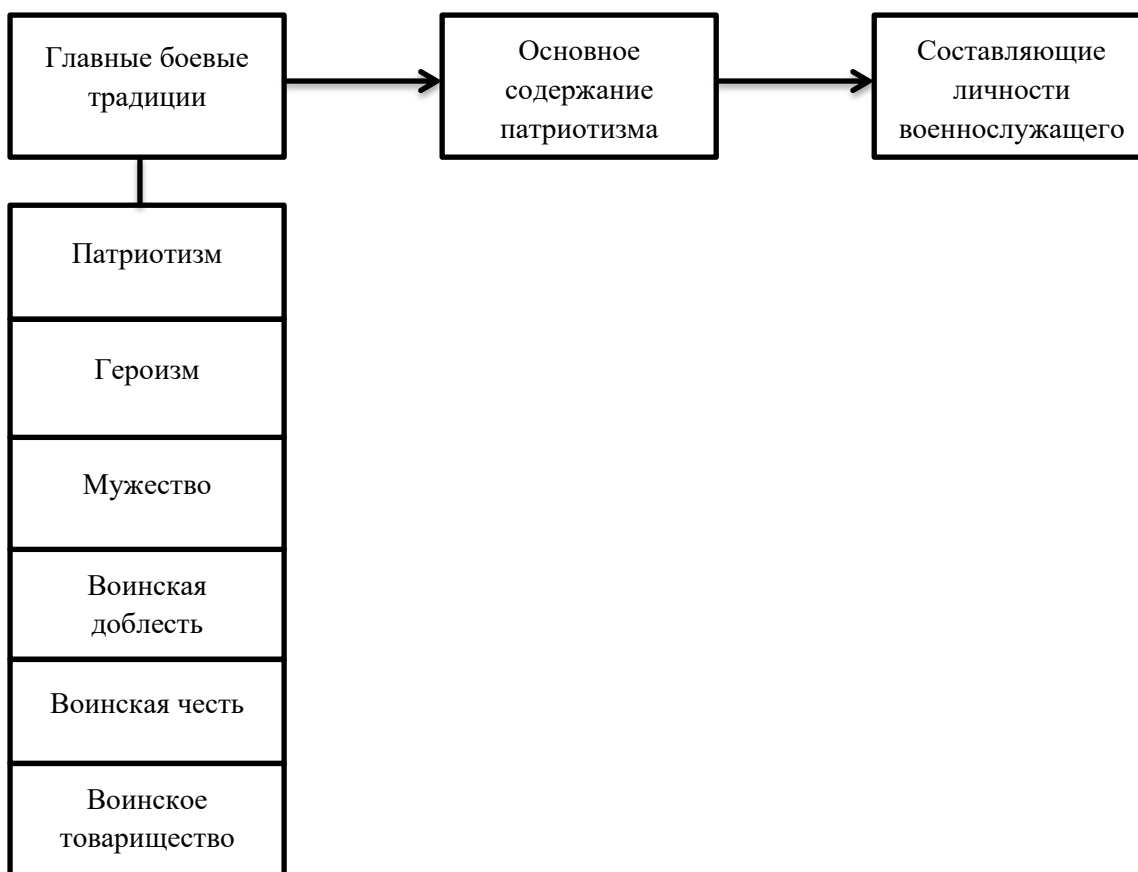 Главные боевые
традиции
Основное
содержание
патриотизма
Составляющие
личности
военнослужащего
Патриотизм
Героизм
Мужество
Воинская
доблесть
Воинская честь
Воинское
товарищество